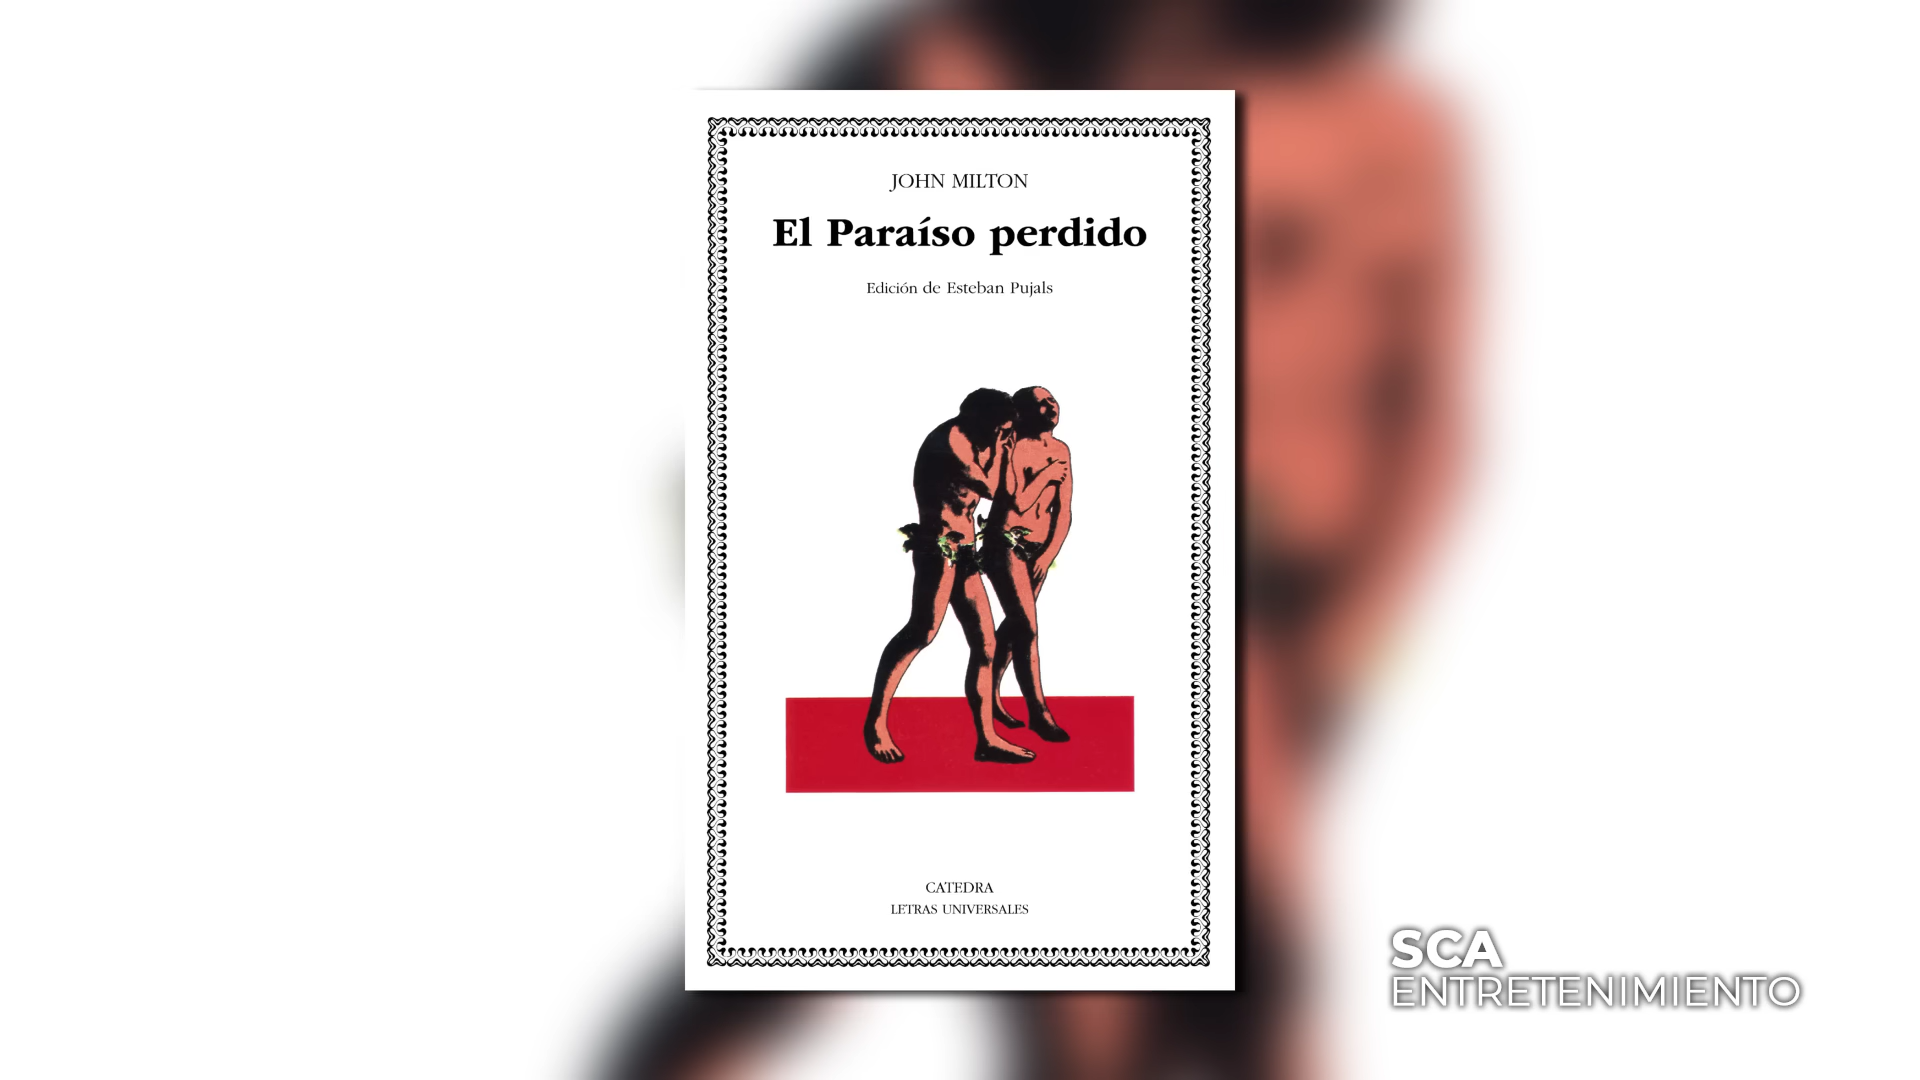 JOHN MILTON
El Paraíso perdido
Edición de Esteban Pujals
CATEDRA
LETRAS UNIVERSALES
SCA
ENTRETENIMIENTO